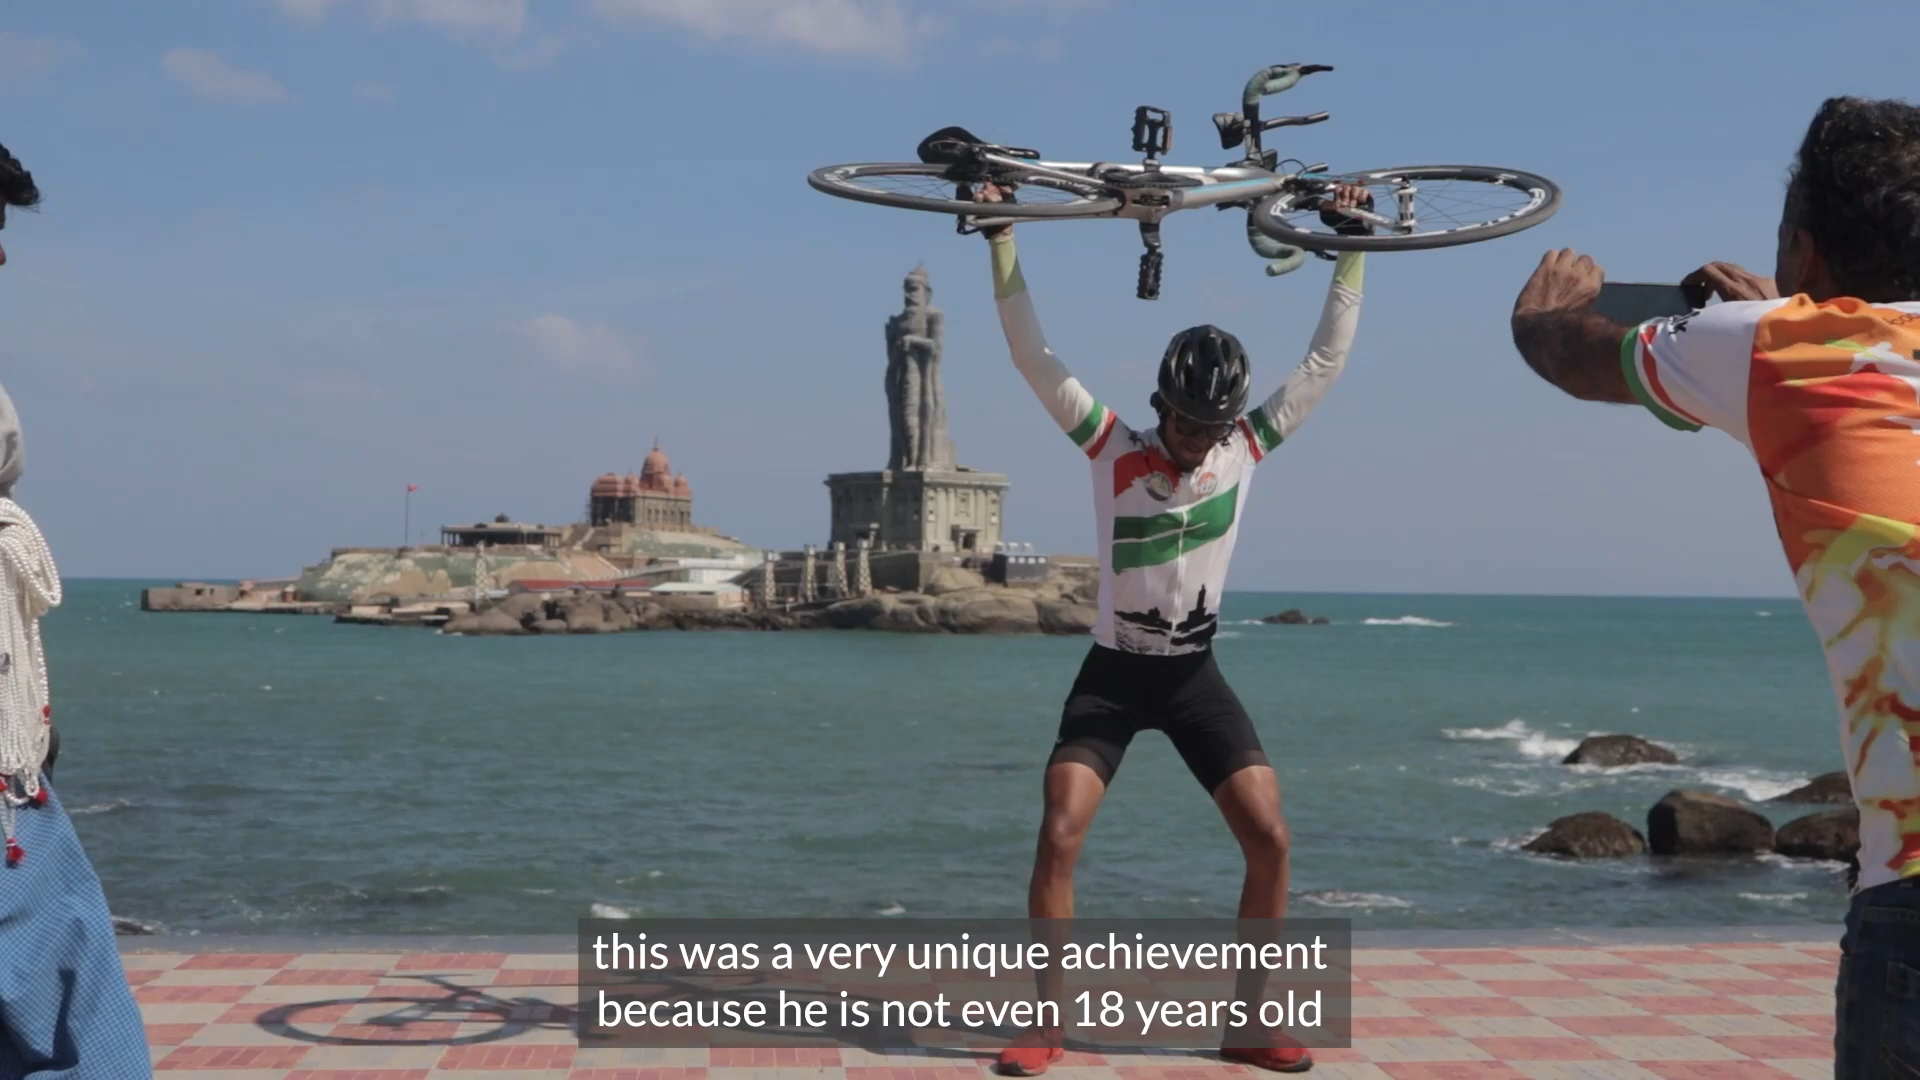 this was a very unique achievement
because he is not even 18 years old